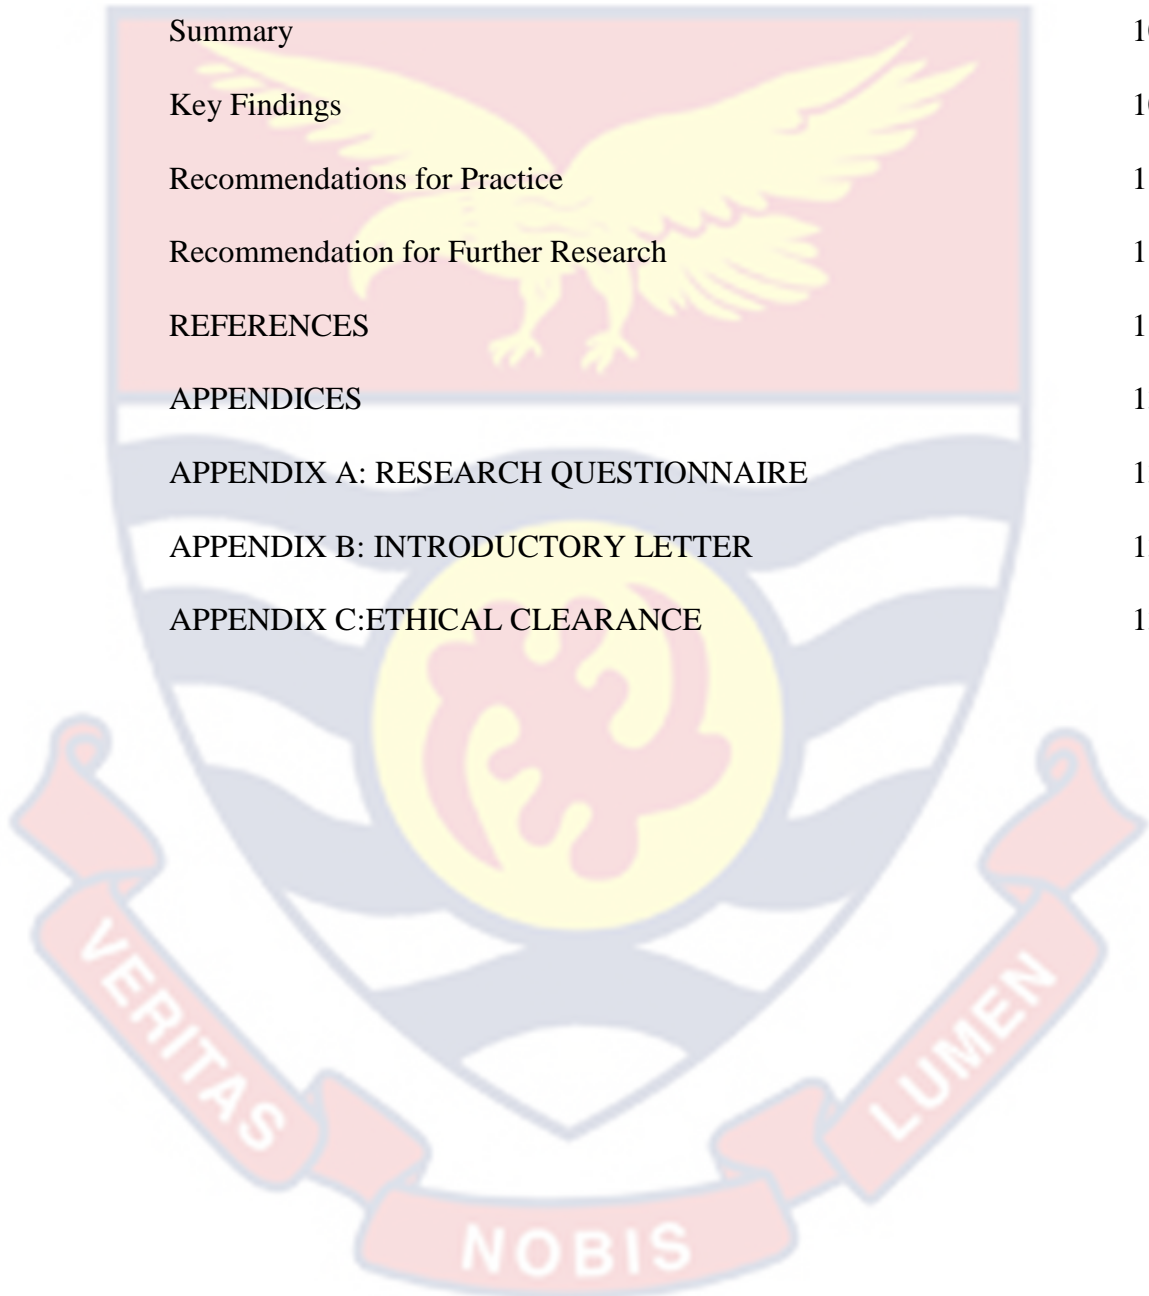 Summary
Key Findings
Recommendations for Practice
Recommendation for Further Research
REFERENCES
APPENDICES
APPENDIX A: RESEARCH QUESTIONNAIRE
APPENDIX B: INTRODUCTORY LETTER
APPENDIX C:ETHICAL CLEARANCE
VERITAS
NOBIS
LUMEN